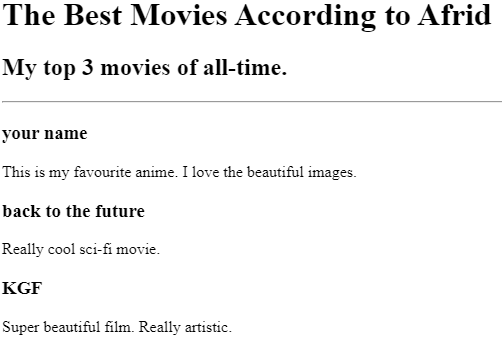 The Best Movies According to Afrid
My top 3 movies of all-time.
your name
This is my favourite anime. I love the beautiful images.
back to the future
Really cool sci-fi movie.
KGF
Super beautiful film. Really artistic.